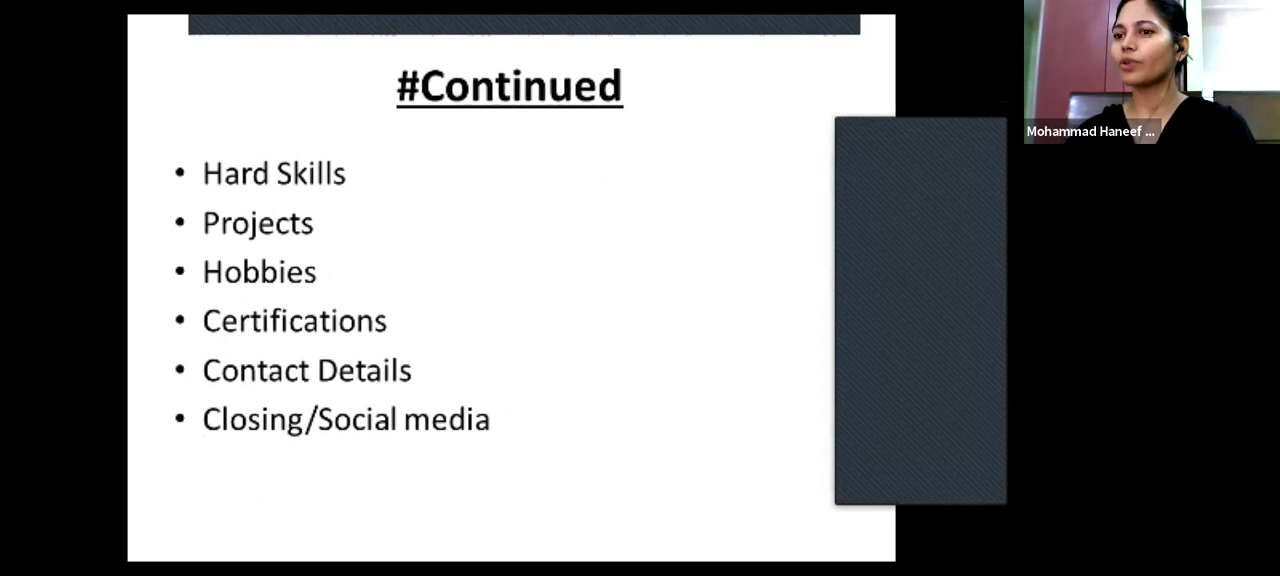 #Continued
• Hard Skills
• Projects
• Hobbies
• Certifications
• Contact Details
• Closing/Social media
Mohammad Haneef ...